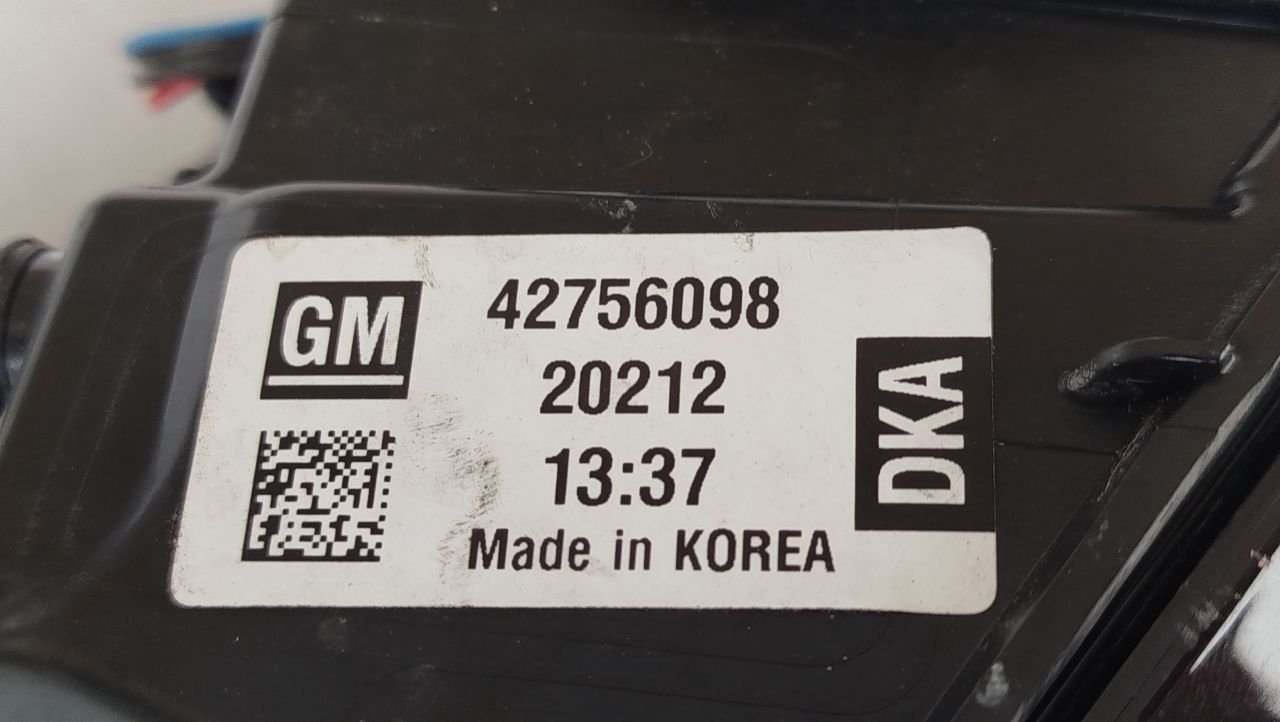 GM
42756098
20212
13:37
Made in KOREA
DKA